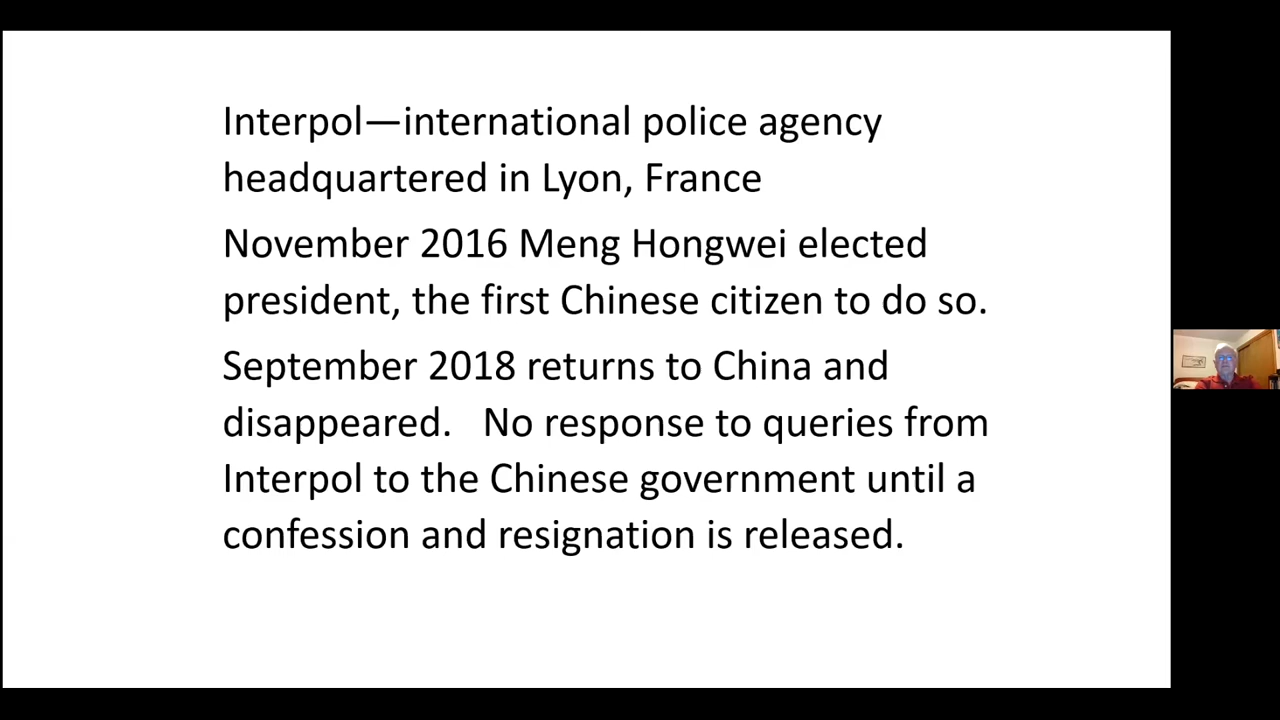 Interpol—international police agency
headquartered in Lyon, France
November 2016 Meng Hongwei elected
president, the first Chinese citizen to do so.
September 2018 returns to China and
disappeared.   No response to queries from
Interpol to the Chinese government until a
confession and resignation is released.